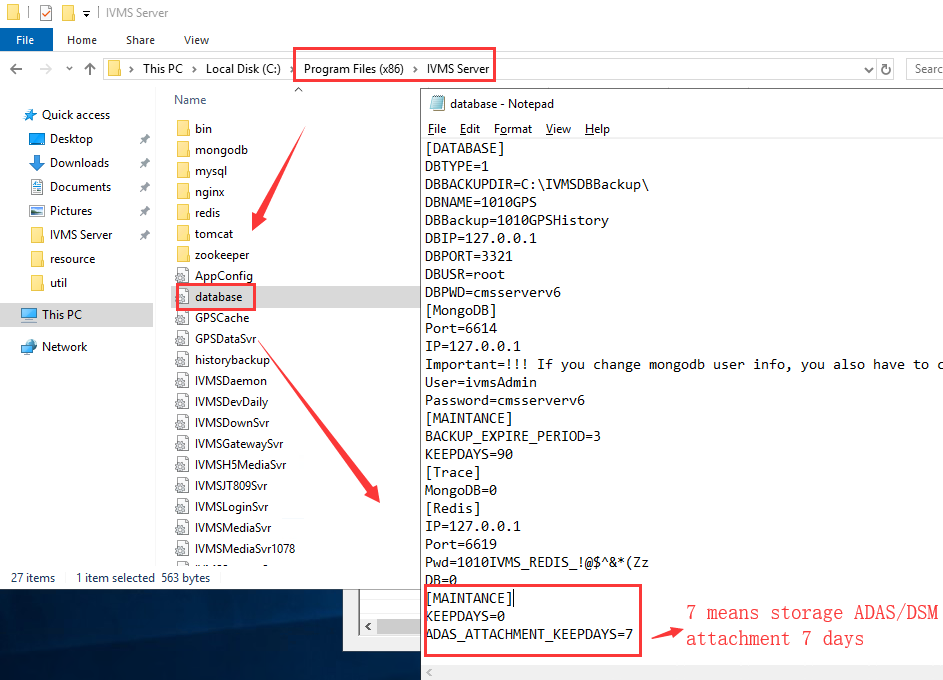 IVMS Server
File Home Share View
This PC Local Disk (C:) Program Files (x86) IVMS Server
Searc
Quick access
Desktop
Downloads
Documents
Pictures
IVMS Server
resource
util
This PC
Network
Name
bin
mongodb
mysql
nginx
redis
tomcat
zookeeper
AppConfig
database
GPSCache
GPSDataSvr
historybackup
IVMSDaemon
IVMSDevDaily
IVMSDownSvr
IVMSGatewaySvr
IVMSH5MediaSvr
IVMSJT809Svr
IVMSLoginSvr
IVMSMediaSvr
IVMSMediaSvr1078
27 items 1 item selected 563 bytes
database - Notepad
File Edit Format View Help
[DATABASE]
DBTYPE=1
DBBACKUPDIR=C:\IVMSDBBackup\
DBNAME=1010GPS
DBBackup=1010GPSHistory
DBIP=127.0.0.1
DBPORT=3321
DBUSR=root
DBPWD=cmsserverv6
[MongoDB]
Port=6614
IP=127.0.0.1
Important=!!! If you change mongodb user info, you also have to c
User=ivmsAdmin
Password=cmsserverv6
[MAINTANCE]
BACKUP_EXPIRE_PERIOD=3
KEEPDAYS=90
[Trace]
MongoDB=0
[Redis]
IP=127.0.0.1
Port=6619
Pwd=1010IVMS_REDIS_!@$^&*(Zz
DB=0
[MAINTANCE]
KEEPDAYS=0
ADAS_ATTACHMENT_KEEPDAYS=7
7 means storage ADAS/DSM
attachment 7 days